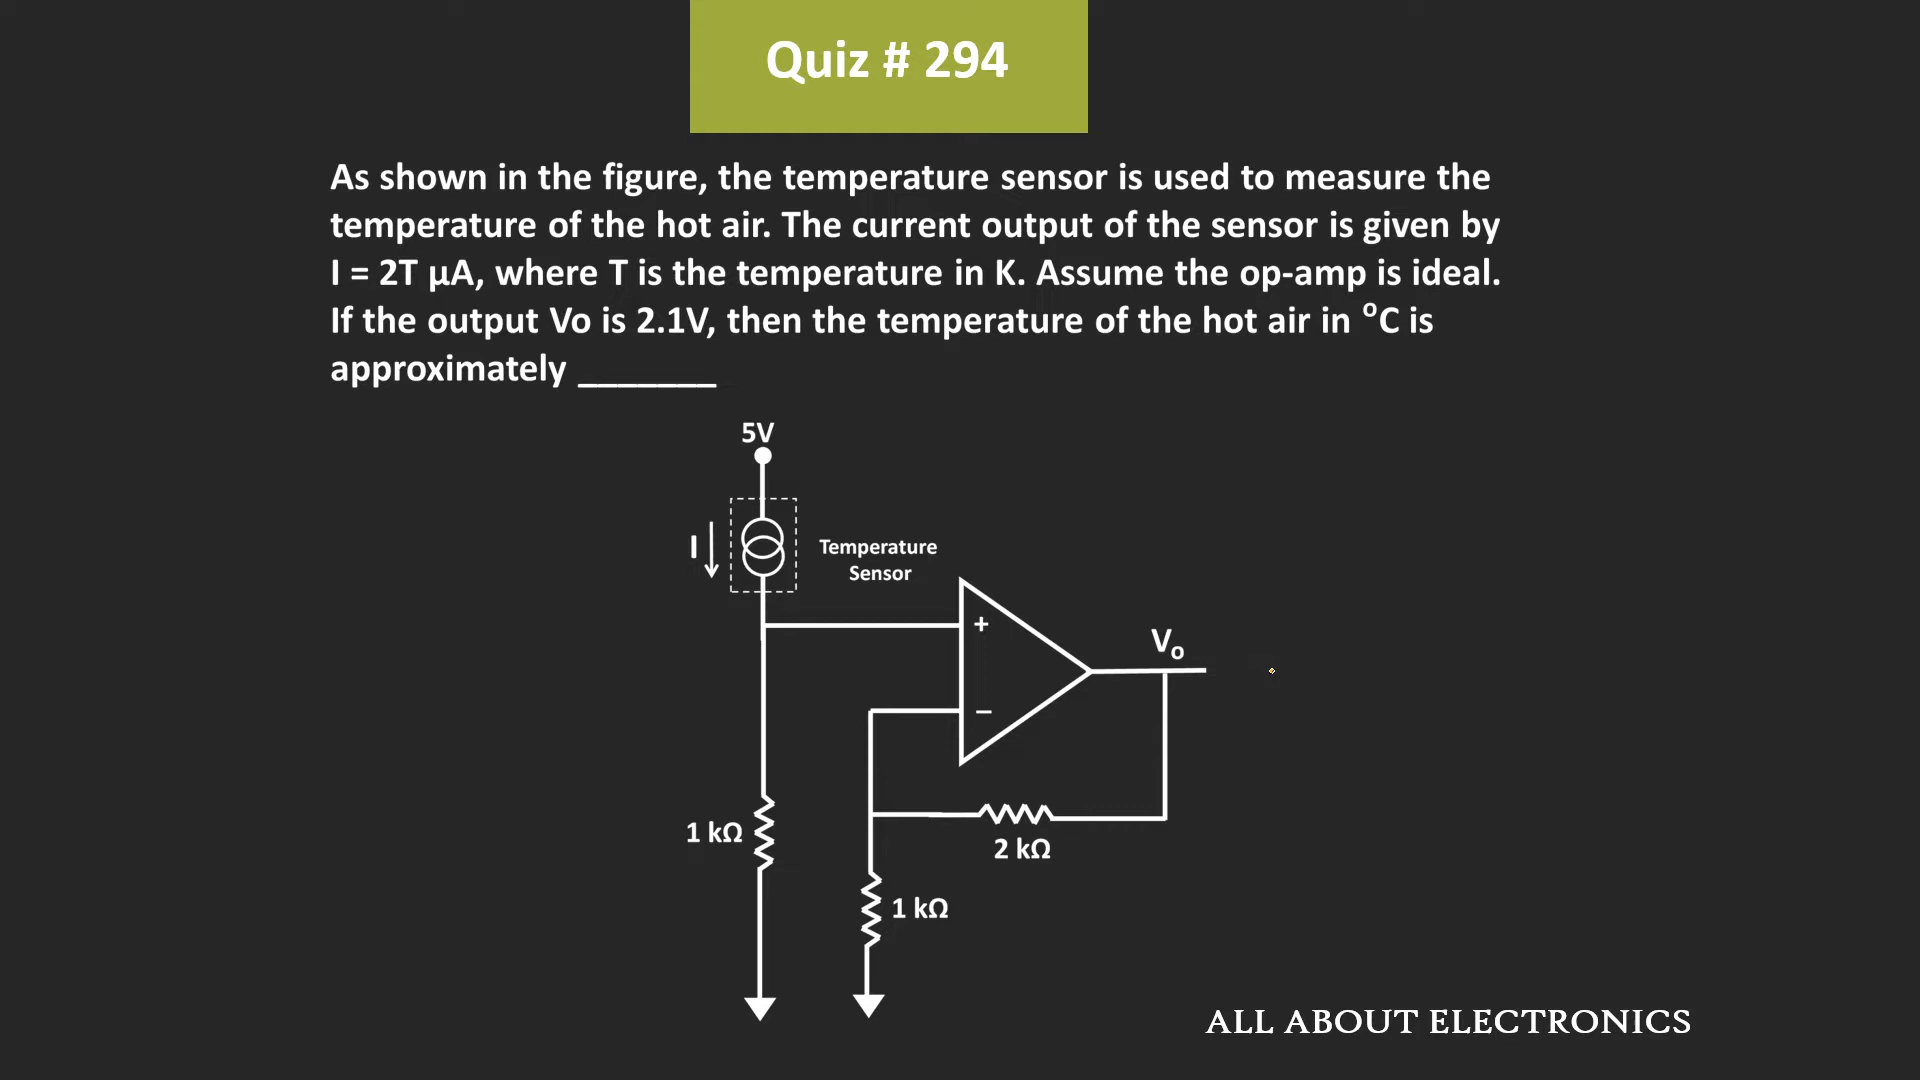 Quiz # 294
As shown in the figure, the temperature sensor is used to measure the
temperature of the hot air. The current output of the sensor is given by
I = 2T µA, where T is the temperature in K. Assume the op-amp is ideal.
If the output Vo is 2.1V, then the temperature of the hot air in ⁰C is
approximately _______
5V
I
Temperature
Sensor
+
Vo
−
1 kΩ
2 kΩ
1 kΩ
ALL ABOUT ELECTRONICS